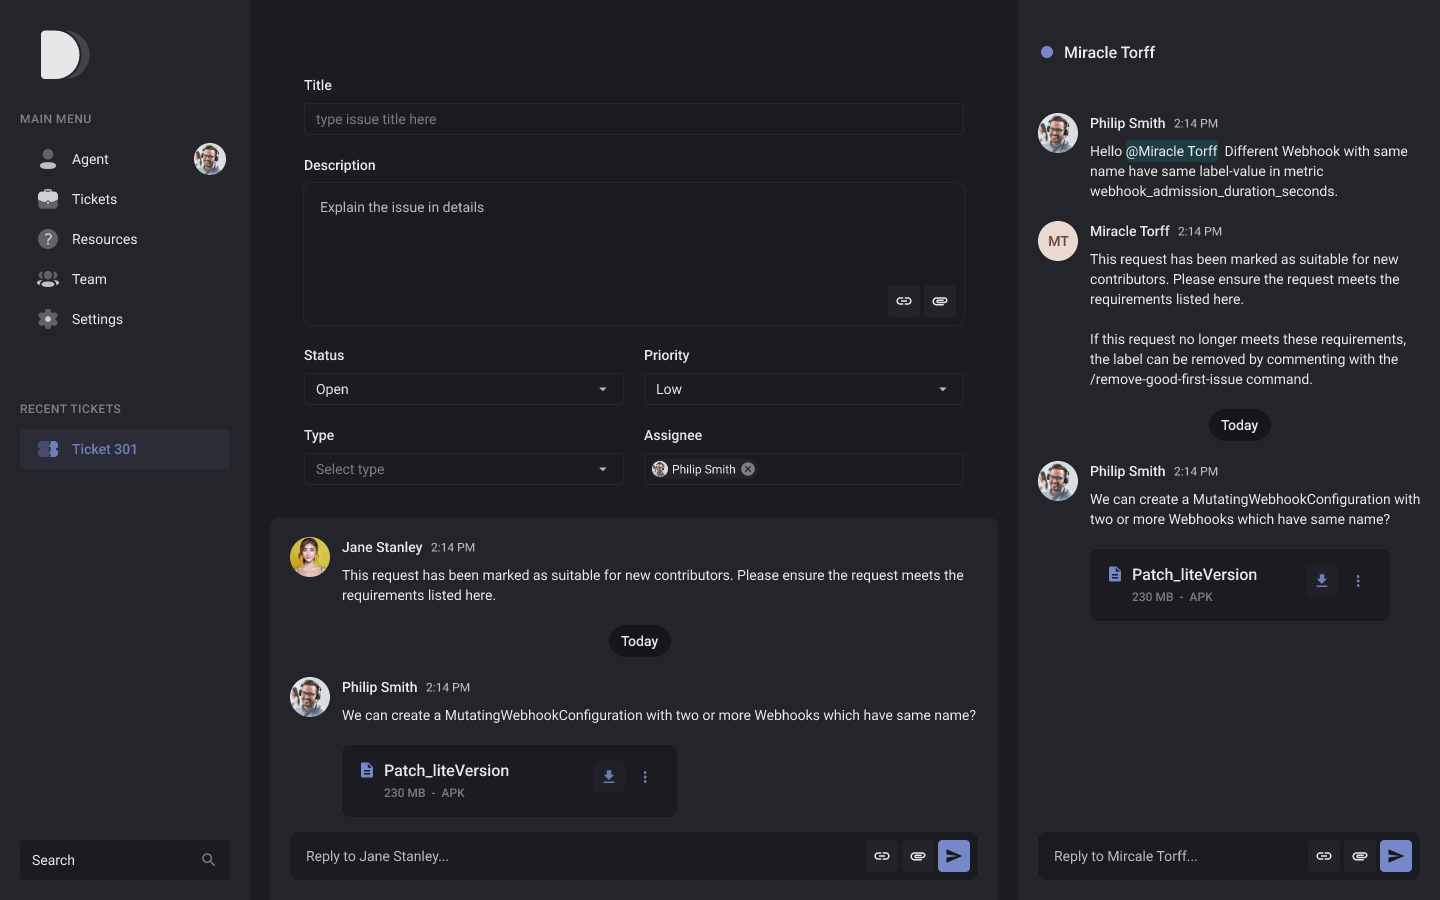 MAIN MENU
Agent
Tickets
Resources
?
Team
Settings
RECENT TICKETS
Ticket 301
Search
Title
type issue title here
Description
Explain the issue in details
Status
Priority
Open
Low
Type
Assignee
Select type
Philip Smith
Jane Stanley 2:14 PM
This request has been marked as suitable for new contributors. Please ensure the request meets the
requirements listed here.
Today
Philip Smith 2:14 PM
We can create a MutatingWebhookConfiguration with two or more Webhooks which have same name?
Patch_liteVersion
230 MB - APK
Reply to Jane Stanley...
Miracle Torff
Philip Smith 2:14 PM
Hello @Miracle Torff Different Webhook with same
name have same label-value in metric
webhook_admission_duration_seconds.
MT
Miracle Torff 2:14 PM
This request has been marked as suitable for new
contributors. Please ensure the request meets the
requirements listed here.
If this request no longer meets these requirements,
the label can be removed by commenting with the
/remove-good-first-issue command.
Today
Philip Smith 2:14 PM
We can create a MutatingWebhookConfiguration with
two or more Webhooks which have same name?
Patch_liteVersion
230 MB - APK
Reply to Mircale Torff...